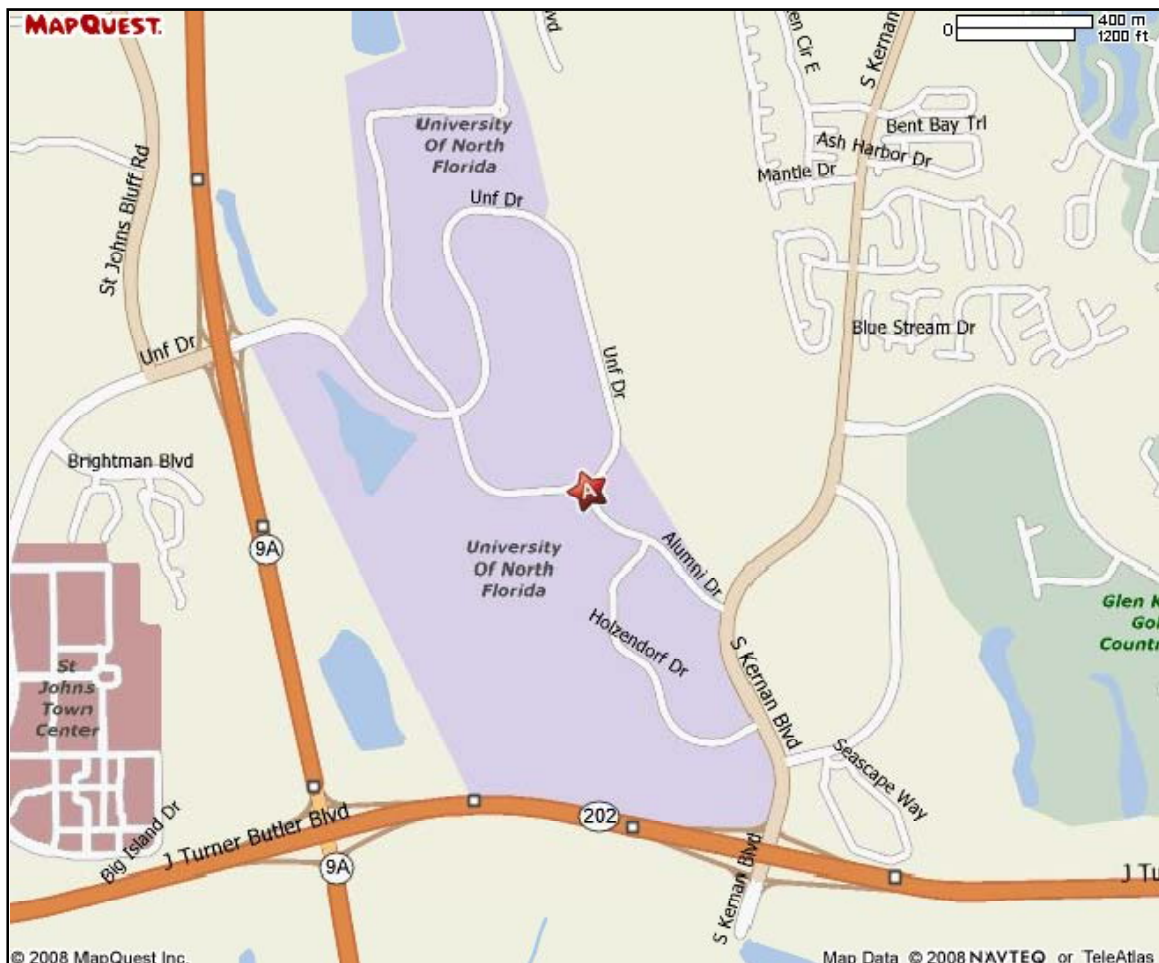 MAPQUEST.
0
400 m
1200 ft
S Kernan
Bent Bay Trl
Ash Harbor Dr
Mantle Dr
University
Of North
Florida
St Johns Bluff Rd
Unf Dr
Unf Dr
Blue Stream Dr
Unf Dr
Brightman Blvd
A
9A
University
Of North
Florida
Alumni Dr
Holzendorf Dr
S Kernan Blvd
St
Johns
Town
Center
Seascape Way
Big Island Dr
J Turner Butler Blvd
202
9A
S Kernan Blvd
© 2008 MapQuest Inc.
Map Data © 2008 NAVTEQ or TeleAtlas